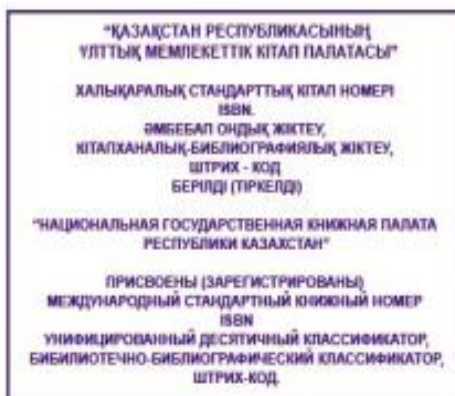 “ҚАЗАҚСТАН РЕСПУБЛИКАСЫНЫҢ
ҰЛТТЫҚ МЕМЛЕКЕТТІК КІТАП ПАЛАТАСЫ”
ХАЛЫҚАРАЛЫҚ СТАНДАРТТЫҚ КІТАП НОМЕРІ
ISBN.
ӘМБЕБАП ОНДЫҚ ЖІКТЕУ,
КІТАПХАНАЛЫҚ-БИБЛИОГРАФИЯЛЫҚ ЖІКТЕУ,
ШТРИХ - КОД
БЕРІЛДІ (ТІРКЕЛДІ)
“НАЦИОНАЛЬНАЯ ГОСУДАРСТВЕННАЯ КНИЖНАЯ ПАЛАТА
РЕСПУБЛИКИ КАЗАХСТАН”
ПРИСВОЕНЫ (ЗАРЕГИСТРИРОВАНЫ)
МЕЖДУНАРОДНЫЙ СТАНДАРТНЫЙ КНИЖНЫЙ НОМЕР
ISBN
УНИФИЦИРОВАННЫЙ ДЕСЯТИЧНЫЙ КЛАССИФИКАТОР,
БИБИЛИОТЕЧНО-БИБЛИОГРАФИЧЕСКИЙ КЛАССИФИКАТОР,
ШТРИХ-КОД.